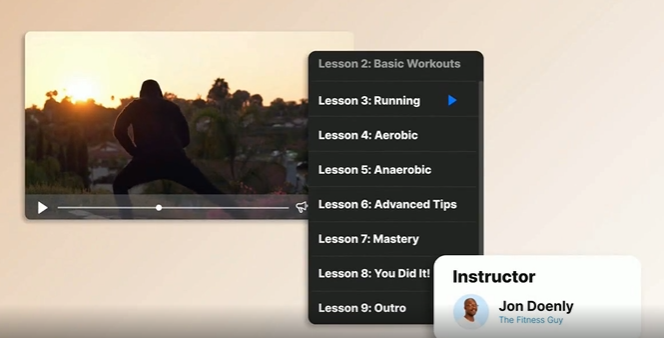 Lesson 2: Basic Workouts
Lesson 3: Running
Lesson 4: Aerobic
Lesson 5: Anaerobic
Lesson 6: Advanced Tips
Lesson 7: Mastery
Lesson 8: You Did It!
Lesson 9: Outro
Instructor
Jon Doenly
The Fitness Guy